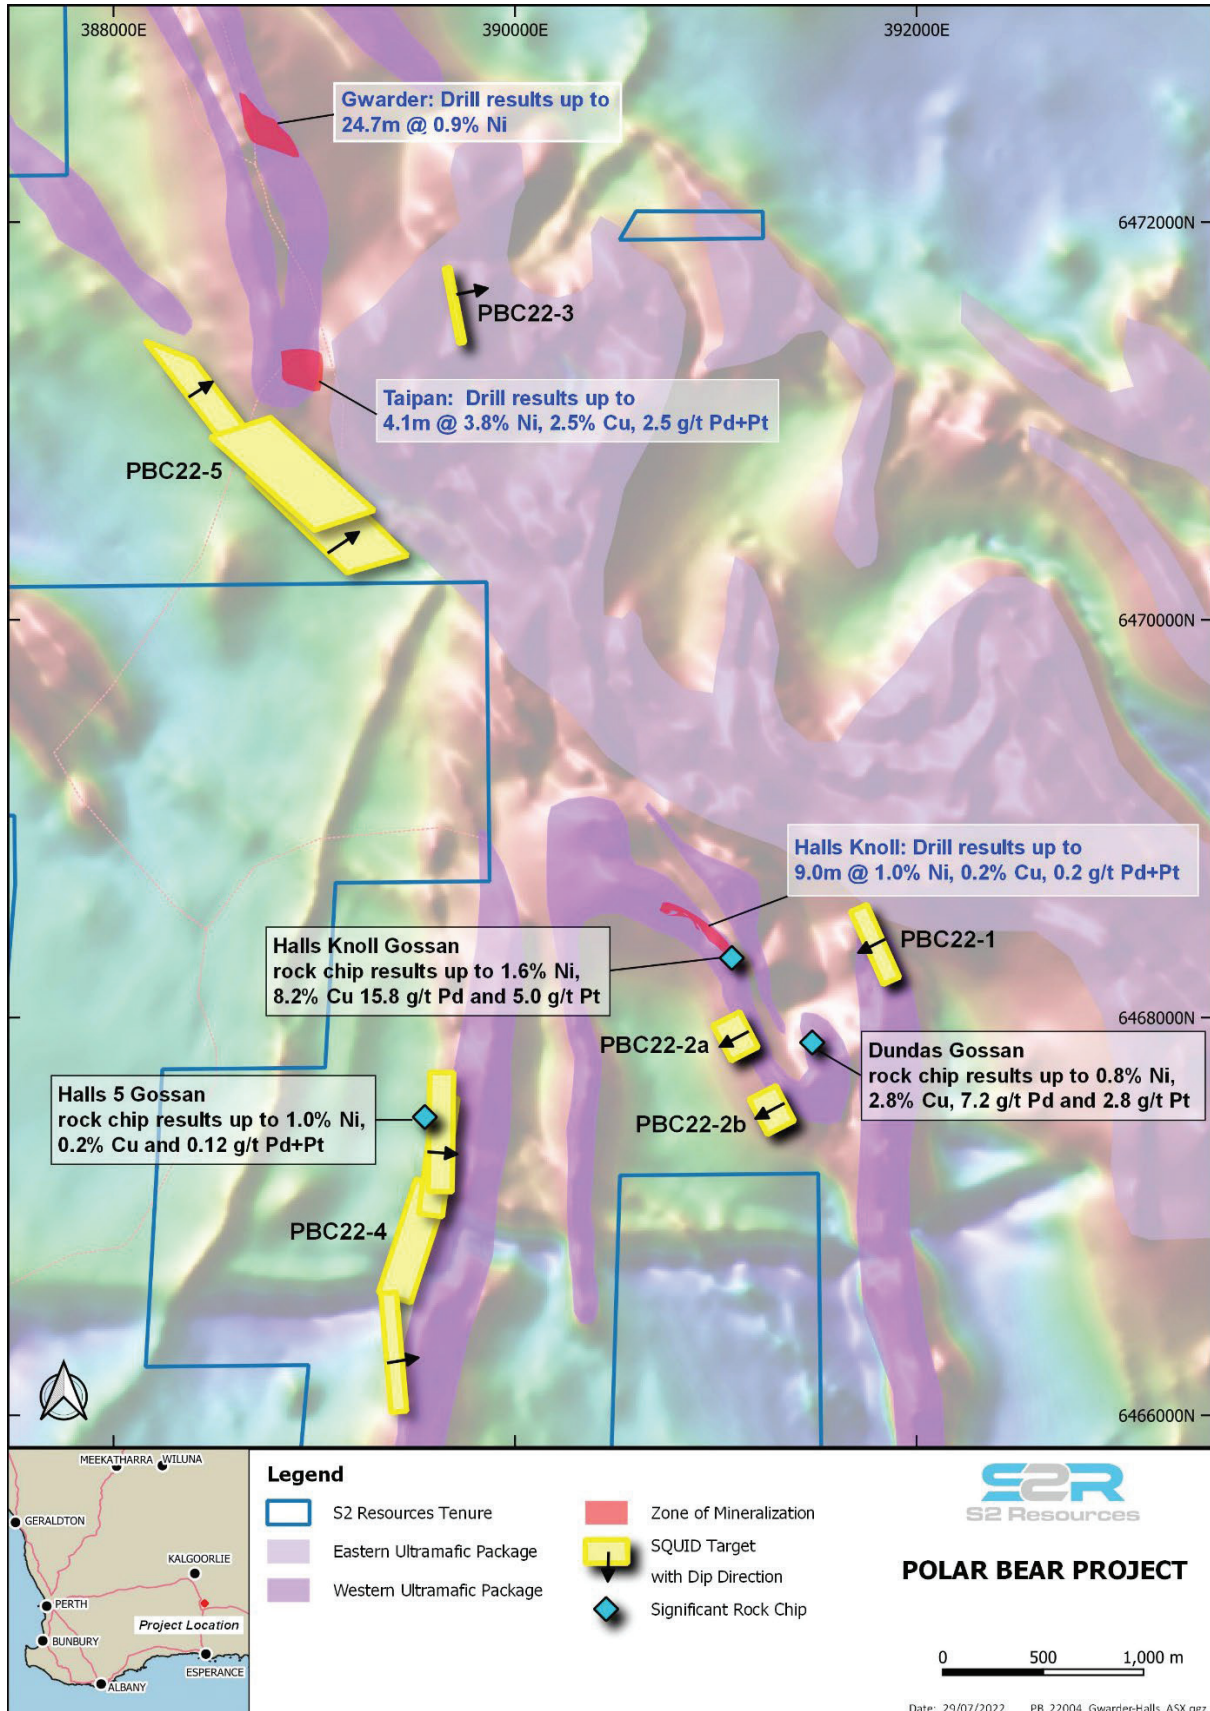 388000E
390000E
392000E
Gwarder: Drill results up to
24.7m @ 0.9% Ni
6472000N
PBC22-3
Taipan: Drill results up to
4.1m @ 3.8% Ni, 2.5% Cu, 2.5 g/t Pd+Pt
PBC22-5
6470000N
Halls Knoll: Drill results up to
9.0m @ 1.0% Ni, 0.2% Cu, 0.2 g/t Pd+Pt
Halls Knoll Gossan
rock chip results up to 1.6% Ni,
8.2% Cu 15.8 g/t Pd and 5.0 g/t Pt
PBC22-1
6468000N
PBC22-2a
Dundas Gossan
rock chip results up to 0.8% Ni,
2.8% Cu, 7.2 g/t Pd and 2.8 g/t Pt
Halls 5 Gossan
rock chip results up to 1.0% Ni,
0.2% Cu and 0.12 g/t Pd+Pt
PBC22-2b
PBC22-4
6466000N
MEEKATHARRA
WILUNA
GERALDTON
KALGOORLIE
PERTH
Project Location
BUNBURY
ESPERANCE
ALBANY
Legend
S2 Resources Tenure
Eastern Ultramafic Package
Western Ultramafic Package
Zone of Mineralization
SQUID Target
with Dip Direction
Significant Rock Chip
S2R
S2 Resources
POLAR BEAR PROJECT
0 500 1,000 m
Date: 29/07/2022 PB_22004_Gwarder-Halls_ASX.qgz